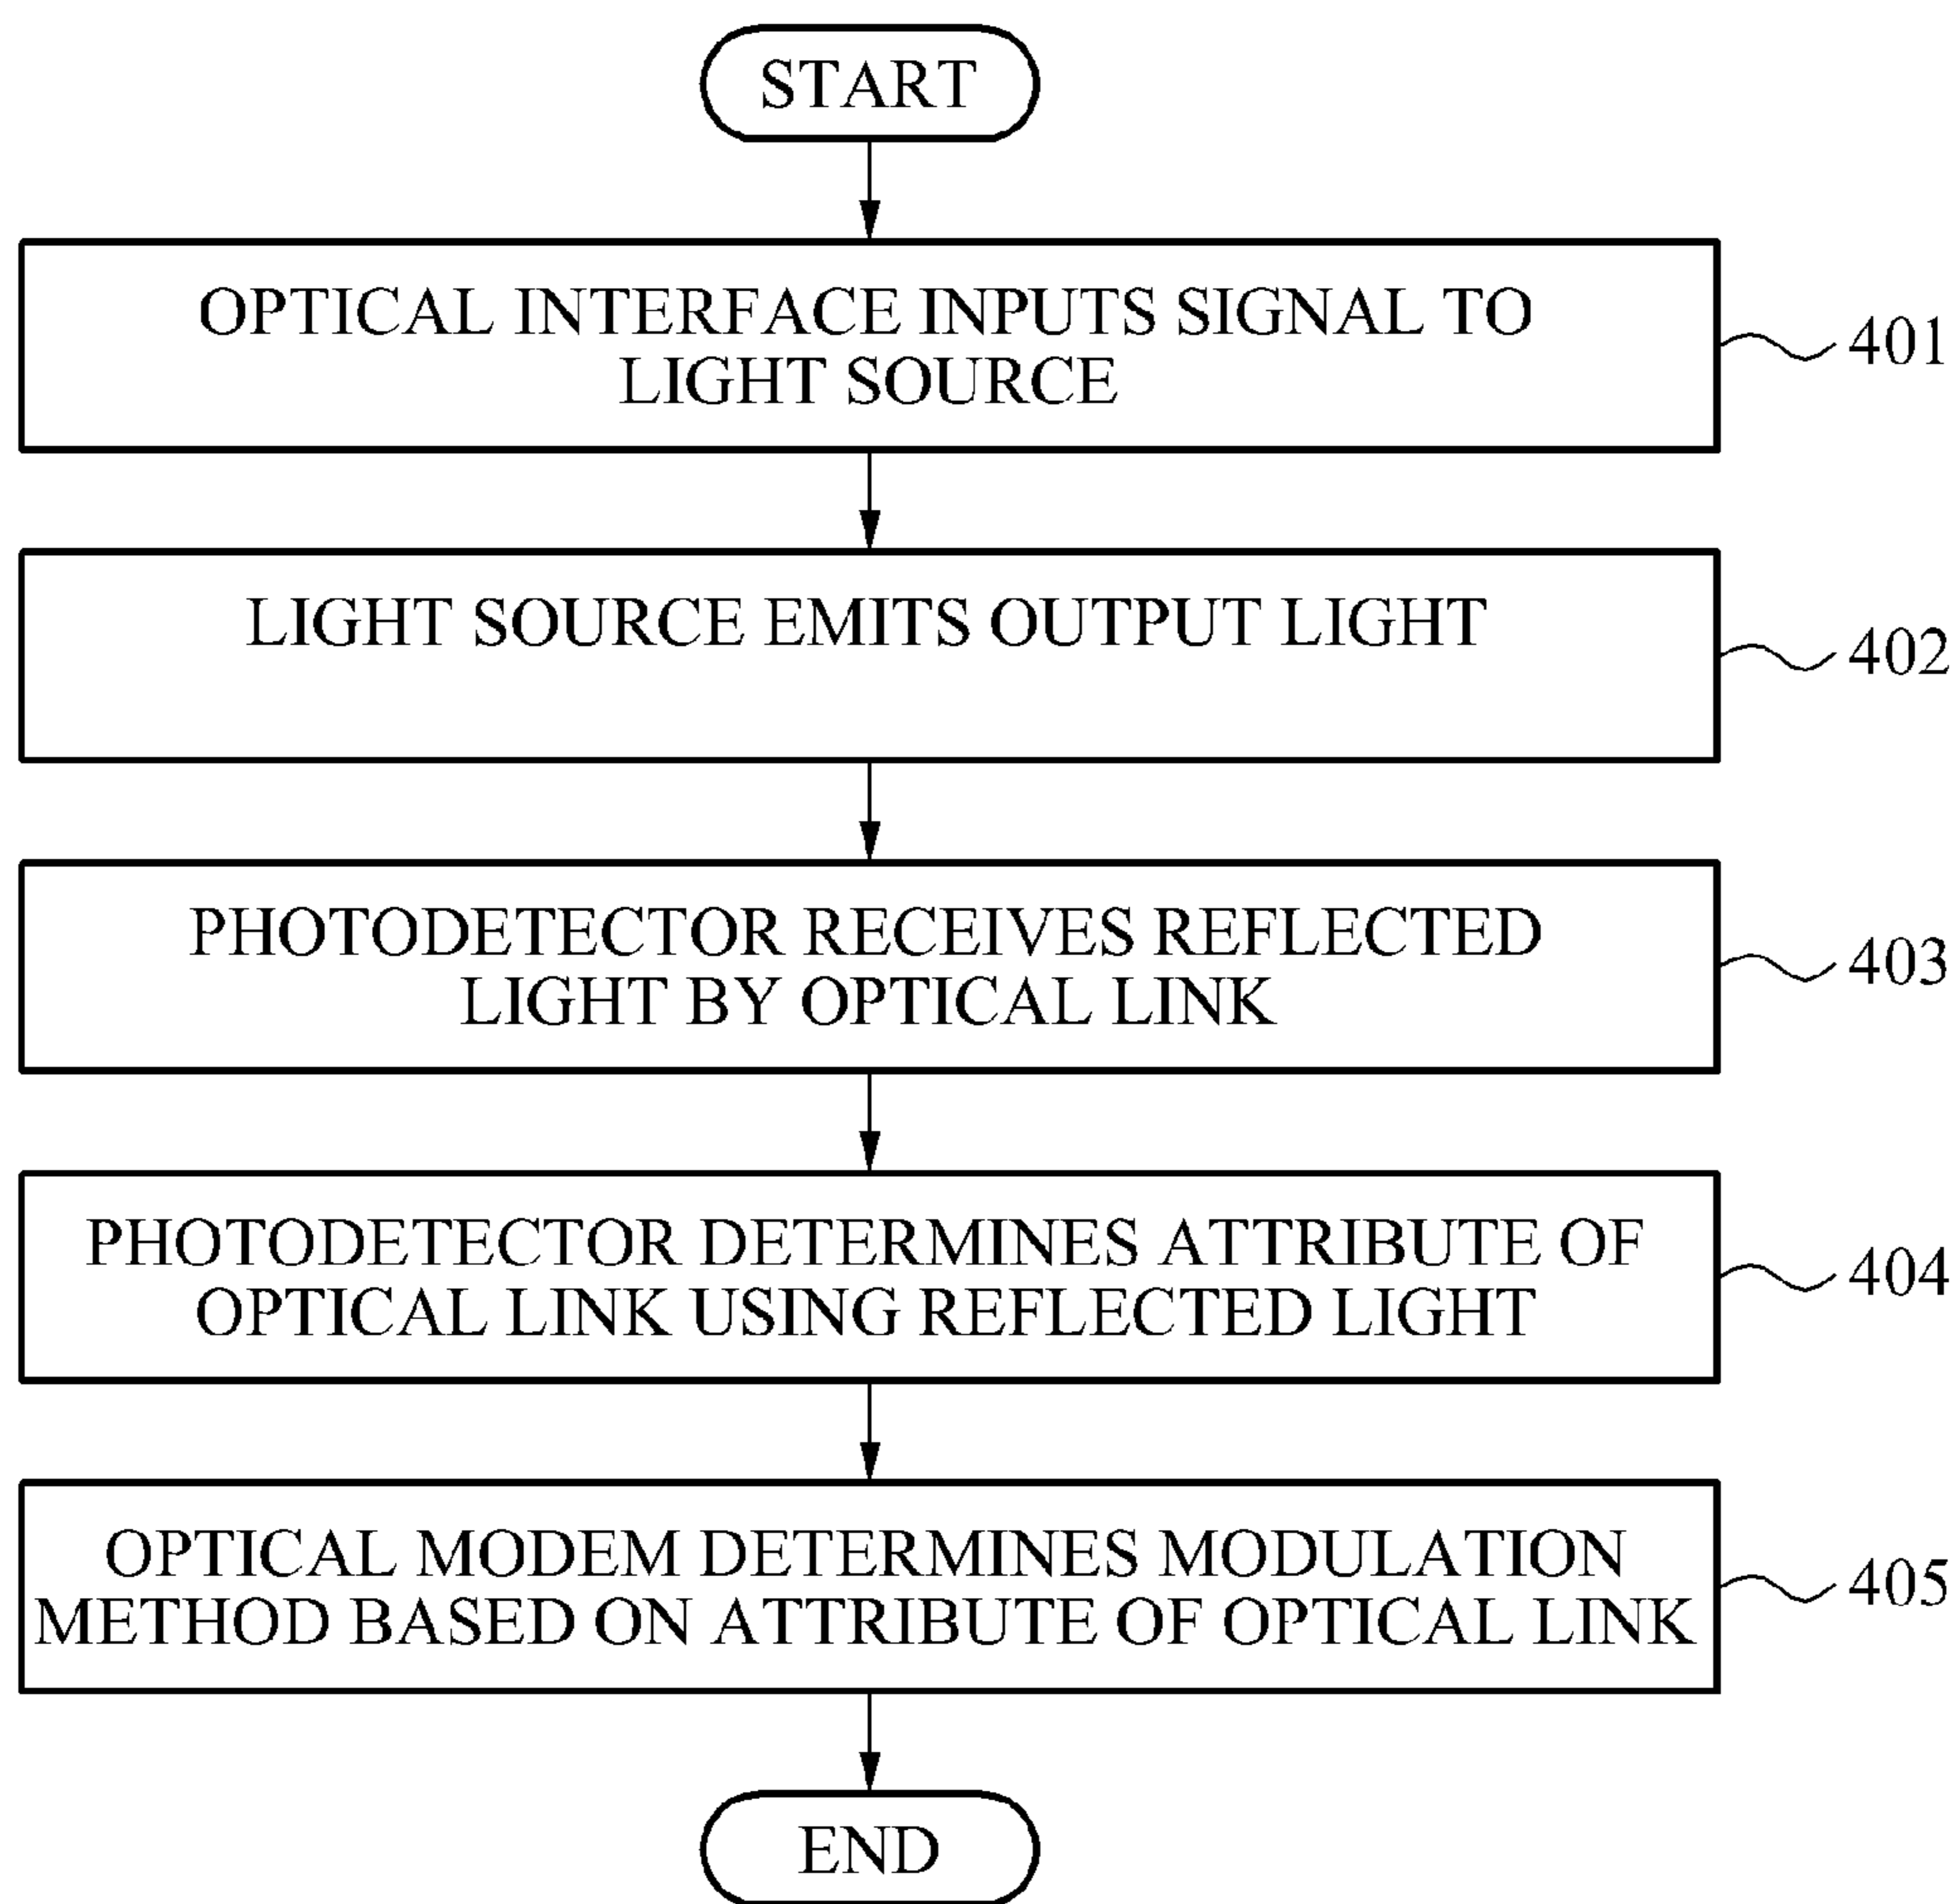 START
OPTICAL INTERFACE INPUTS SIGNAL TO
LIGHT SOURCE
401
LIGHT SOURCE EMITS OUTPUT LIGHT
402
PHOTODETECTOR RECEIVES REFLECTED
LIGHT BY OPTICAL LINK
403
PHOTODETECTOR DETERMINES ATTRIBUTE OF
OPTICAL LINK USING REFLECTED LIGHT
404
OPTICAL MODEM DETERMINES MODULATION
METHOD BASED ON ATTRIBUTE OF OPTICAL LINK
405
END